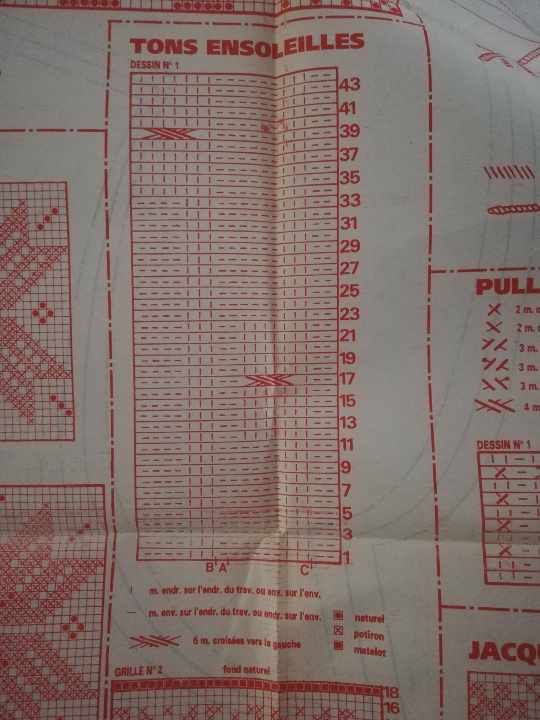 TONS ENSOLEILLES
DESSIN N° 1
43
41
39
37
35
33
31
29
27
25
23
21
19
17
15
13
11
9
7
5
3
1
B A
C
m. endr. sur l'endr. du trav. ou env. sur l'env.
m. env. sur l'endr. du trav. ou endr. sur l'env.
6 m. croisées vers la gauche
naturel
potiron
matelot
GRILLE N° 2
fond naturel
18
16
PULL
2 m.
2 m.
3 m.
3 m.
3 m.
4 m
DESSIN N° 1
JACQ